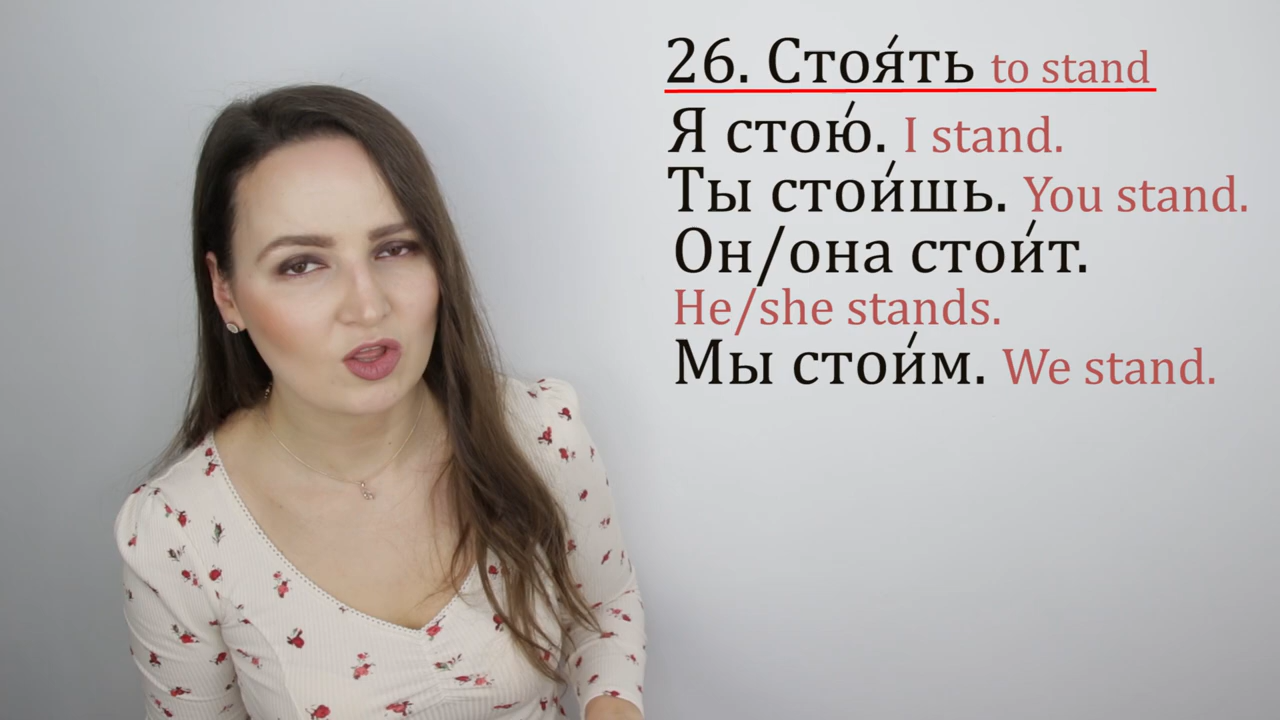 26. Стоя́ть to stand
Я стою́. I stand.
Ты стои́шь. You stand.
Он/она стои́т.
He/she stands.
Мы стои́м. We stand.